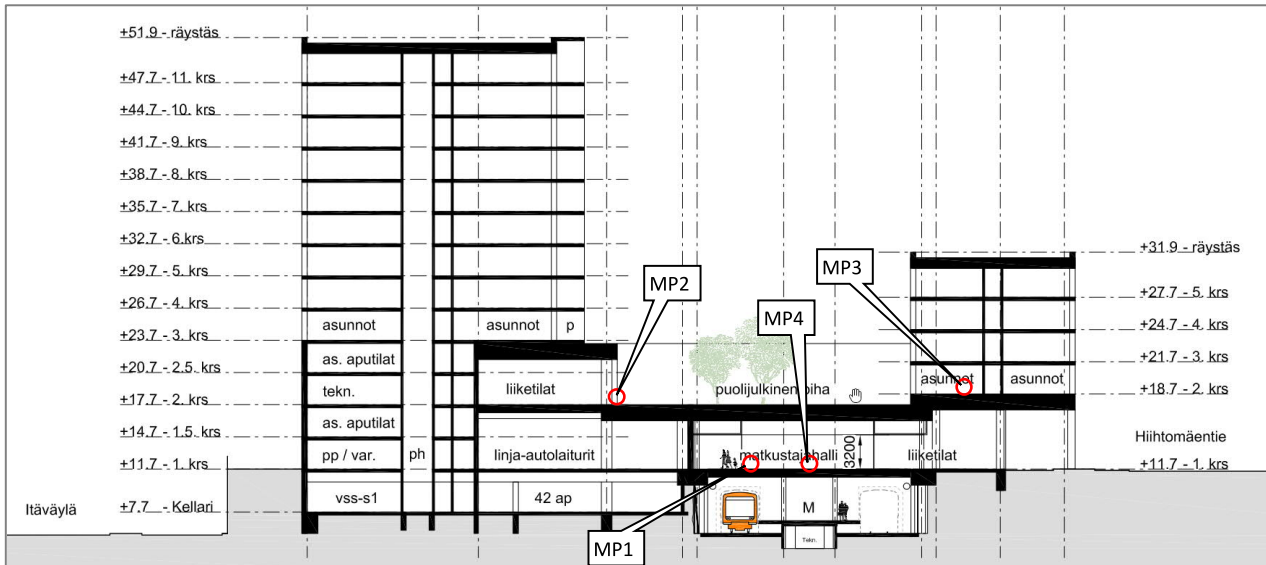 +51.9 - räystäs
+47.7 - 11. krs
+44.7 - 10. krs
+41.7 - 9. krs
+38.7 - 8. krs
+35.7 - 7. krs
+32.7 - 6.krs
+29.7 - 5. krs
+26.7 - 4. krs
+23.7 - 3. krs
+20.7 - 2.5. krs
+17.7 - 2. krs
+14.7 - 1.5. krs
+11.7 - 1. krs
+7.7 - Kellari
Itäväylä
asunnot
as. aputilat
tekn.
as. aputilat
pp / var.
ph
vss-s1
asunnot
p
liiketilat
linja-autolaiturit
42 ap
MP2
MP4
MP3
MP1
puolijulkinen piha
matkustajahalli
3200
liiketilat
M
Tekn.
asunnot
asunnot
+31.9 - räystäs
+27.7 - 5. krs
+24.7 - 4. krs
+21.7 - 3. krs
+18.7 - 2. krs
Hiihtomäentie
+11.7 - 1. krs